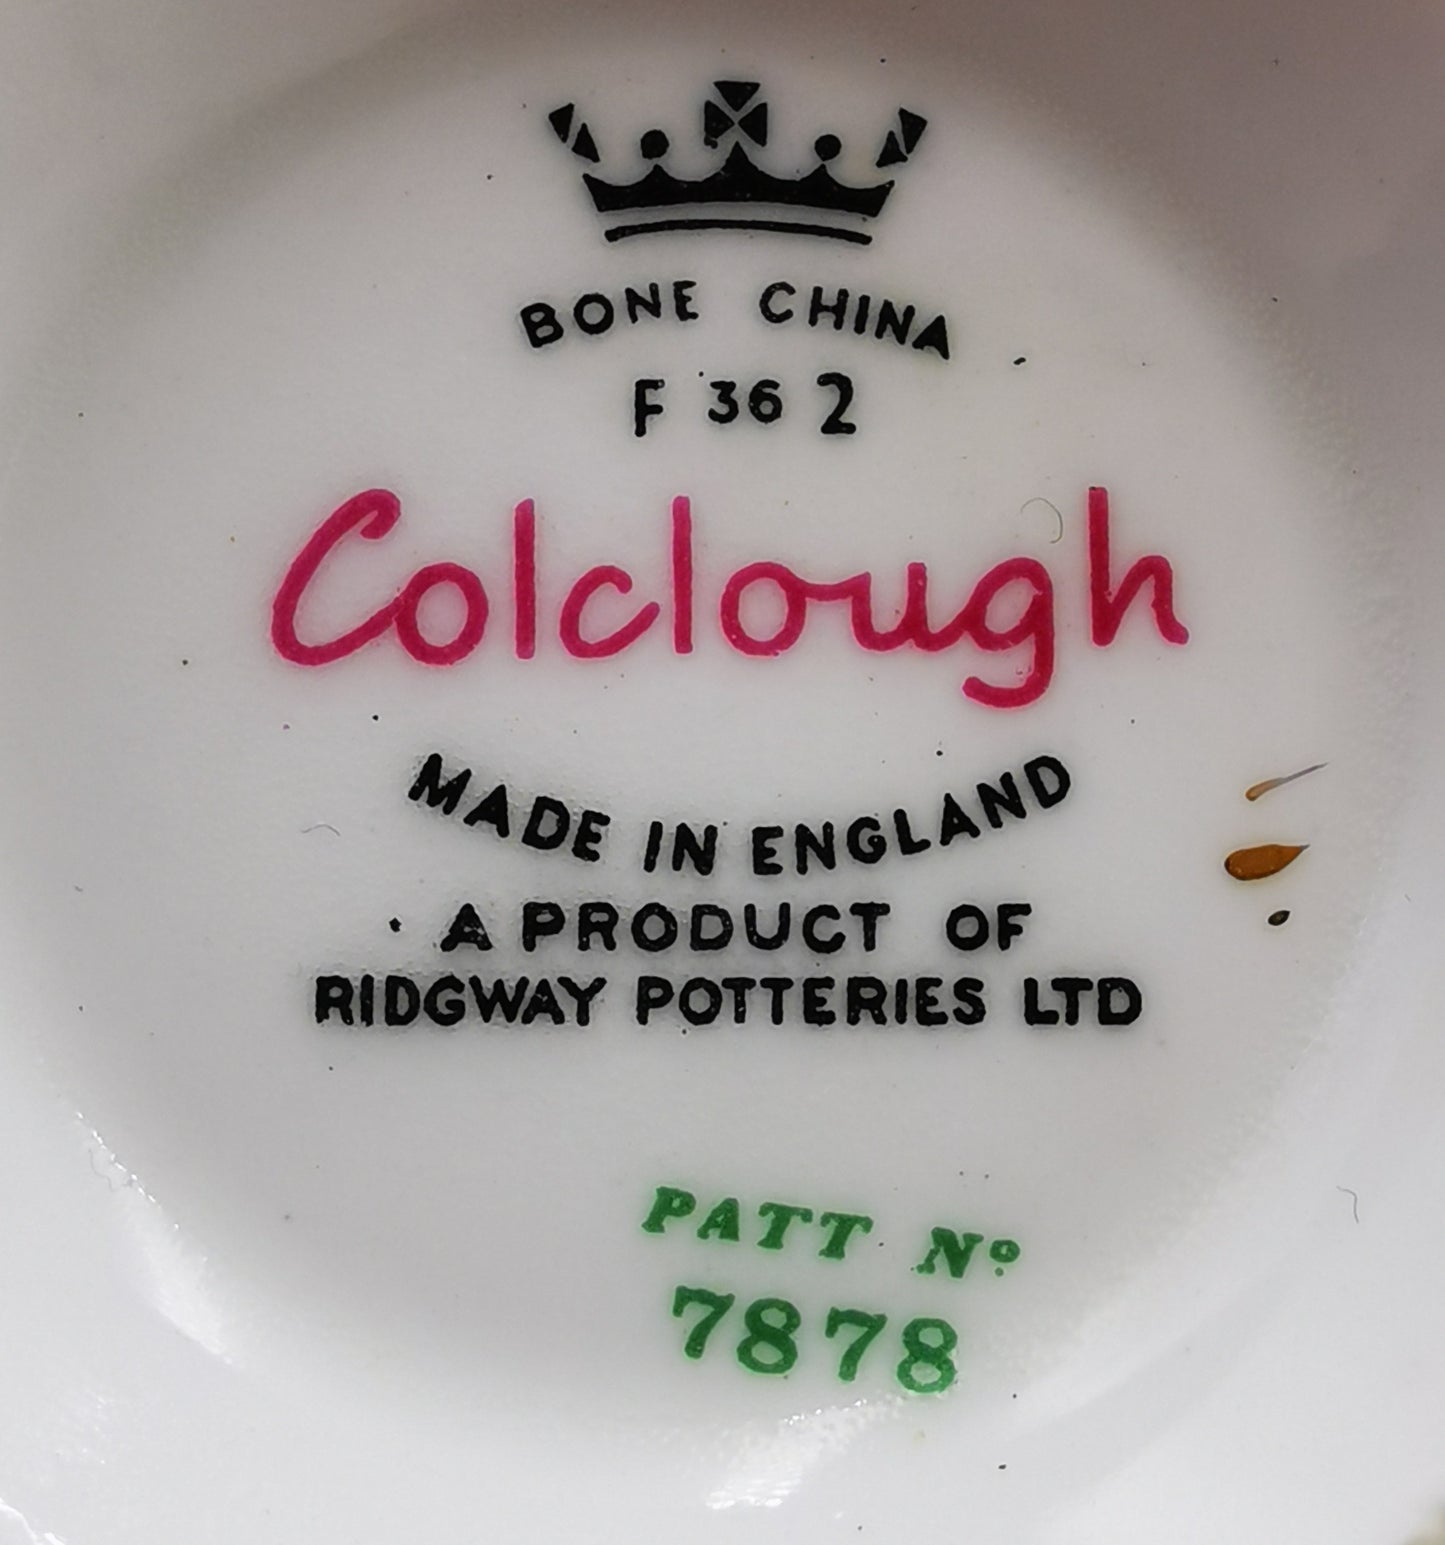 BONE CHINA
F 36 2
Colclough
MADE IN ENGLAND
A PRODUCT OF
RIDGWAY POTTERIES LTD
PATT Nº
7878